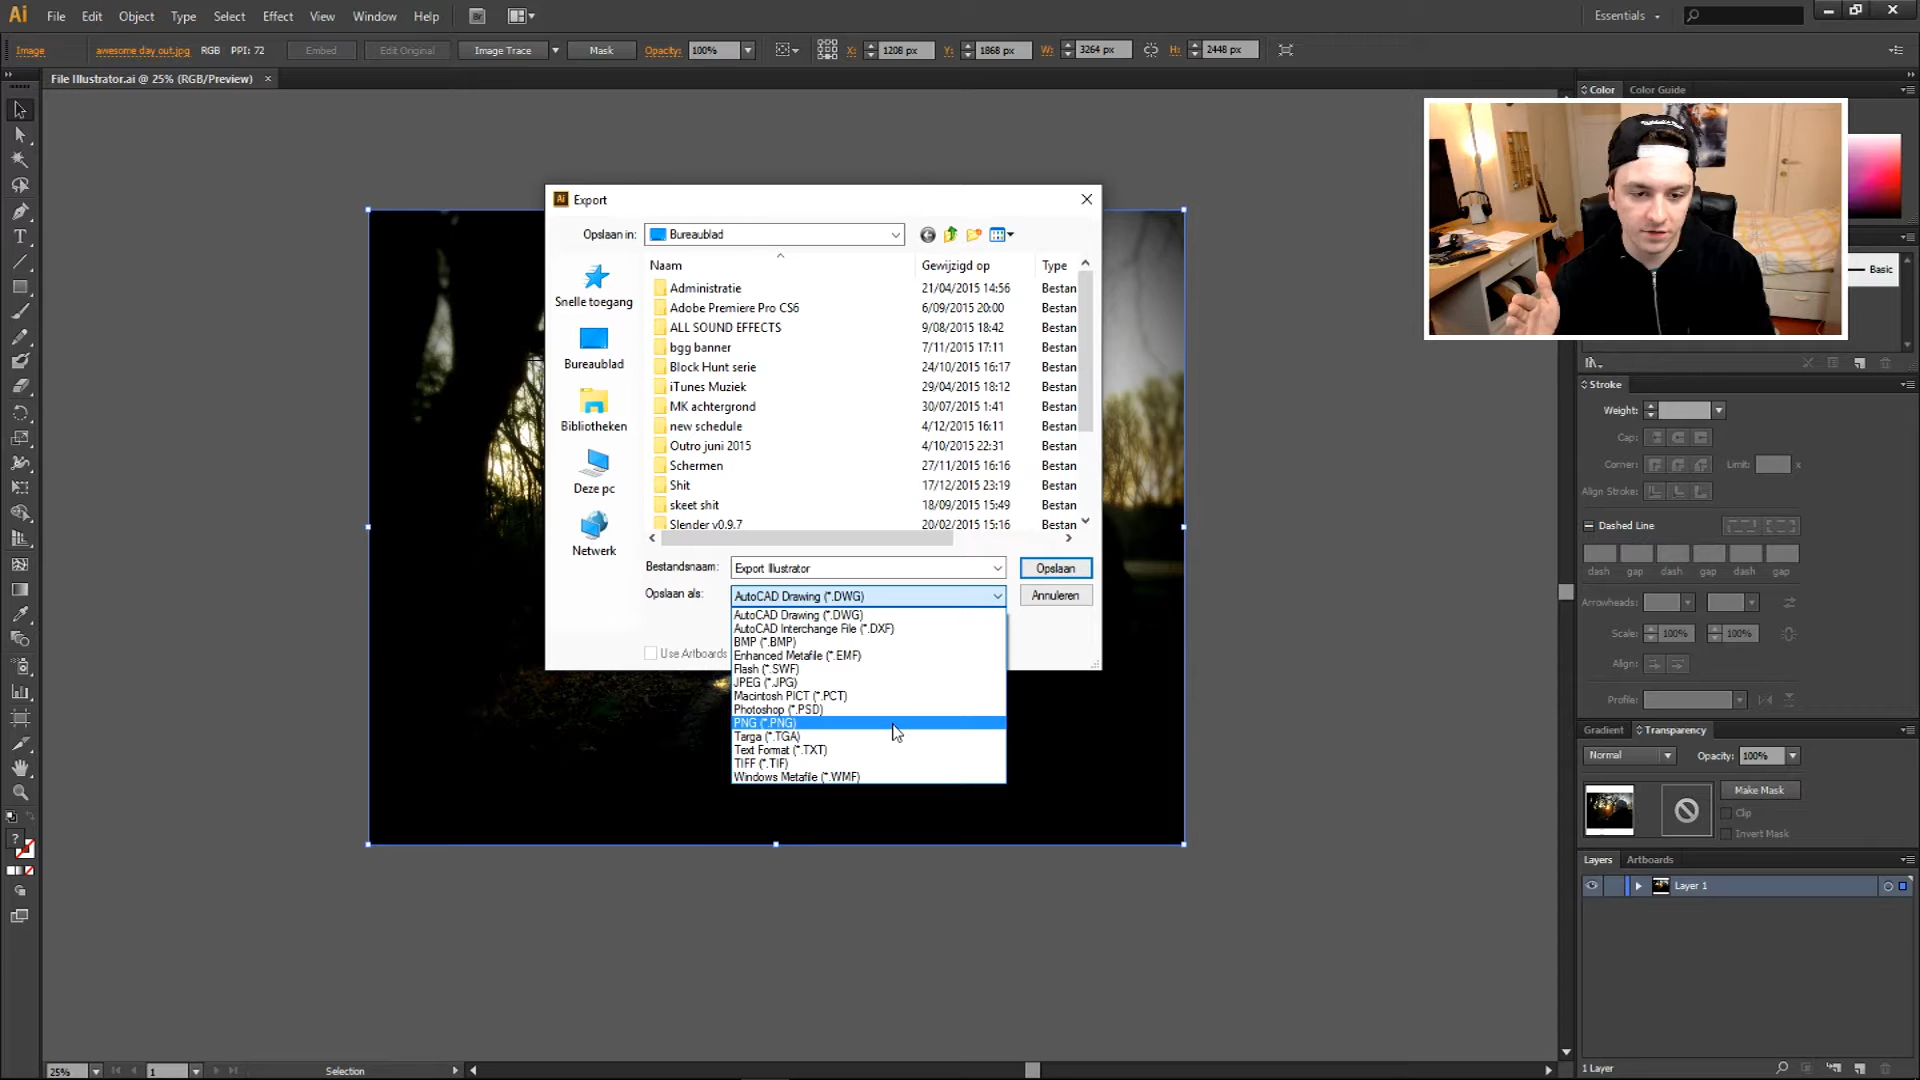 Ai File Edit Object Type Select Effect View Window Help Br Essentials
Image awesome day out.jpg RGB PPI: 72 Embed Edit Original Image Trace Mask Opacity: 100% X: 1208 px Y: 1868 px W: 3264 px H: 2448 px
File Illustrator.ai @ 25% (RGB/Preview) ×
Color Color Guide
Ai Export
Opslaan in: Bureaublad
Naam Gewijzigd op Type
Administratie 21/04/2015 14:56 Bestan
Adobe Premiere Pro CS6 6/09/2015 20:00 Bestan
ALL SOUND EFFECTS 9/08/2015 18:42 Bestan
bgg banner 7/11/2015 17:11 Bestan
Block Hunt serie 24/10/2015 16:17 Bestan
iTunes Muziek 29/04/2015 18:12 Bestan
MK achtergrond 30/07/2015 1:41 Bestan
new schedule 4/12/2015 16:11 Bestan
Outro juni 2015 4/10/2015 22:31 Bestan
Schermen 27/11/2015 16:16 Bestan
Shit 17/12/2015 23:19 Bestan
skeet shit 18/09/2015 15:49 Bestan
Slender v0.9.7 20/02/2015 15:16 Bestan
Snelle toegang
Bureaublad
Bibliotheken
Deze pc
Netwerk
Bestandsnaam: Export Illustrator Opslaan
Opslaan als: AutoCAD Drawing (*.DWG) Annuleren
AutoCAD Drawing (*.DWG)
AutoCAD Interchange File (*.DXF)
BMP (*.BMP)
Enhanced Metafile (*.EMF)
Flash (*.SWF)
JPEG (*.JPG)
Macintosh PICT (*.PCT)
Photoshop (*.PSD)
PNG (*.PNG)
Targa (*.TGA)
Text Format (*.TXT)
TIFF (*.TIF)
Windows Metafile (*.WMF)
Use Artboards
Basic
Stroke
Weight:
Cap:
Corner: Limit: x
Align Stroke:
Dashed Line
dash gap dash gap dash gap
Arrowheads:
Scale: 100% 100%
Align:
Profile:
Gradient Transparency
Normal Opacity: 100%
Make Mask
Clip
Invert Mask
Layers Artboards
Layer 1
1 Layer
25% 1 Selection